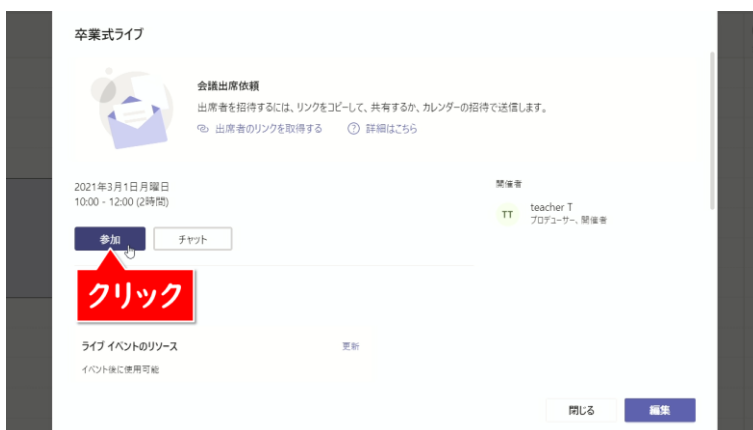 卒業式ライブ
会議出席依頼
出席者を招待するには、リンクをコピーして、共有するか、カレンダーの招待で送信します。
出席者のリンクを取得する ? 詳細はこちら
2021年3月1日月曜日
10:00 - 12:00 (2時間)
開催者
TT teacher T
プロデューサー、開催者
参加 チャット
クリック
ライブ イベントのリソース 更新
イベント後に使用可能
閉じる 編集